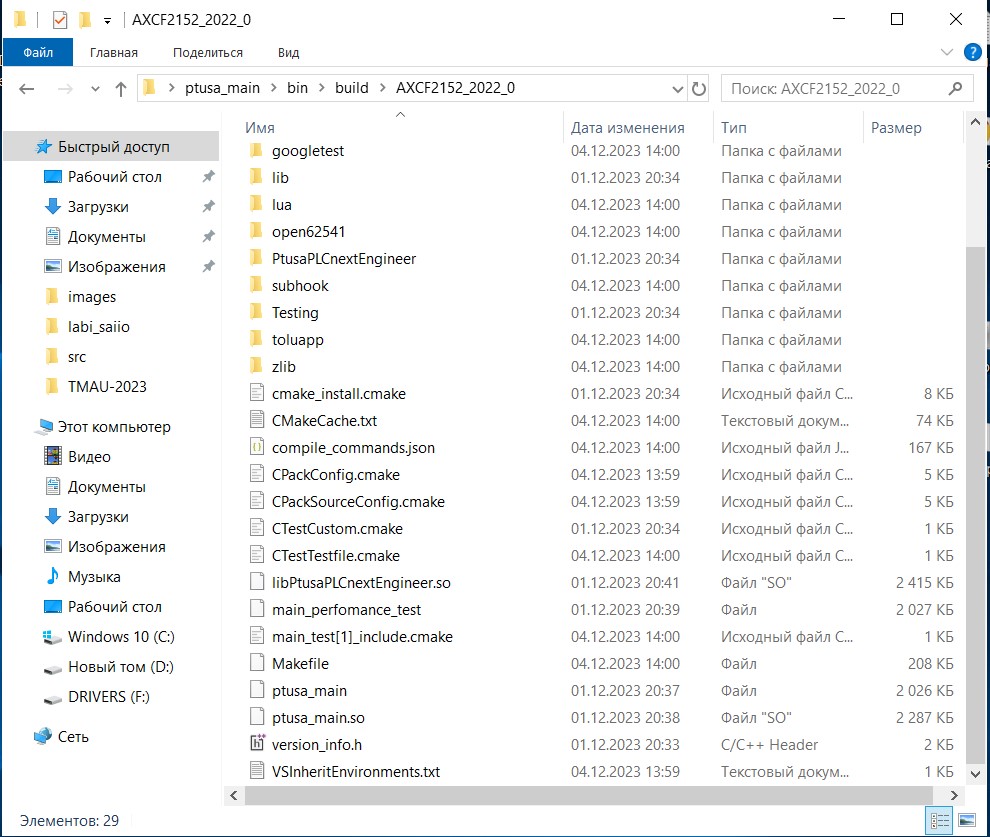 AXCF2152_2022_0
Файл Главная Поделиться Вид
ptusa_main bin build AXCF2152_2022_0 Поиск: AXCF2152_2022_0
Быстрый доступ
Рабочий стол
Загрузки
Документы
Изображения
images
labi_saiio
src
TMAU-2023
Этот компьютер
Видео
Документы
Загрузки
Изображения
Музыка
Рабочий стол
Windows 10 (C:)
Новый том (D:)
DRIVERS (F:)
Сеть
Имя Дата изменения Тип Размер
googletest 04.12.2023 14:00 Папка с файлами
lib 01.12.2023 20:34 Папка с файлами
lua 04.12.2023 14:00 Папка с файлами
open62541 04.12.2023 14:00 Папка с файлами
PtusaPLCnextEngineer 01.12.2023 20:34 Папка с файлами
subhook 04.12.2023 14:00 Папка с файлами
Testing 01.12.2023 20:34 Папка с файлами
toluapp 04.12.2023 14:00 Папка с файлами
zlib 04.12.2023 14:00 Папка с файлами
cmake_install.cmake 01.12.2023 20:34 Исходный файл C... 8 КБ
CMakeCache.txt 04.12.2023 14:00 Текстовый докум... 74 КБ
compile_commands.json 04.12.2023 14:00 Исходный файл J... 167 КБ
CPackConfig.cmake 04.12.2023 13:59 Исходный файл C... 5 КБ
CPackSourceConfig.cmake 04.12.2023 13:59 Исходный файл C... 5 КБ
CTestCustom.cmake 01.12.2023 20:34 Исходный файл C... 1 КБ
CTestTestfile.cmake 04.12.2023 14:00 Исходный файл C... 1 КБ
libPtusaPLCnextEngineer.so 01.12.2023 20:41 Файл "SO" 2 415 КБ
main_perfomance_test 01.12.2023 20:39 Файл 2 027 КБ
main_test[1]_include.cmake 04.12.2023 14:00 Исходный файл C... 1 КБ
Makefile 04.12.2023 14:00 Файл 208 КБ
ptusa_main 01.12.2023 20:37 Файл 2 026 КБ
ptusa_main.so 01.12.2023 20:38 Файл "SO" 2 287 КБ
version_info.h 01.12.2023 20:33 C/C++ Header 2 КБ
VSInheritEnvironments.txt 04.12.2023 13:59 Текстовый докум... 1 КБ
Элементов: 29